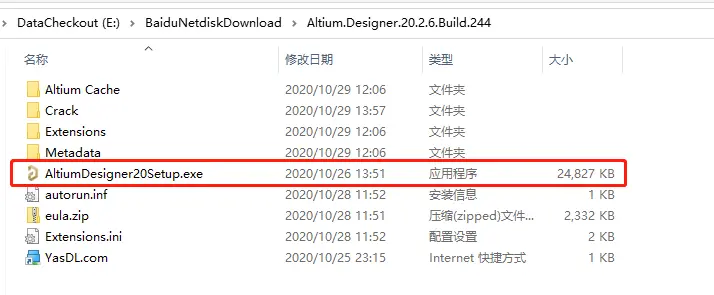 DataCheckout (E:) > BaiduNetdiskDownload > Altium.Designer.20.2.6.Build.244
名称 修改日期 类型 大小
Altium Cache 2020/10/29 12:06 文件夹
Crack 2020/10/29 13:57 文件夹
Extensions 2020/10/29 12:06 文件夹
Metadata 2020/10/29 12:06 文件夹
AltiumDesigner20Setup.exe 2020/10/26 13:51 应用程序 24,827 KB
autorun.inf 2020/10/28 11:52 安装信息 1 KB
eula.zip 2020/10/28 11:51 压缩(zipped)文件... 2,332 KB
Extensions.ini 2020/10/28 11:52 配置设置 2 KB
YasDL.com 2020/10/25 23:15 Internet 快捷方式 1 KB